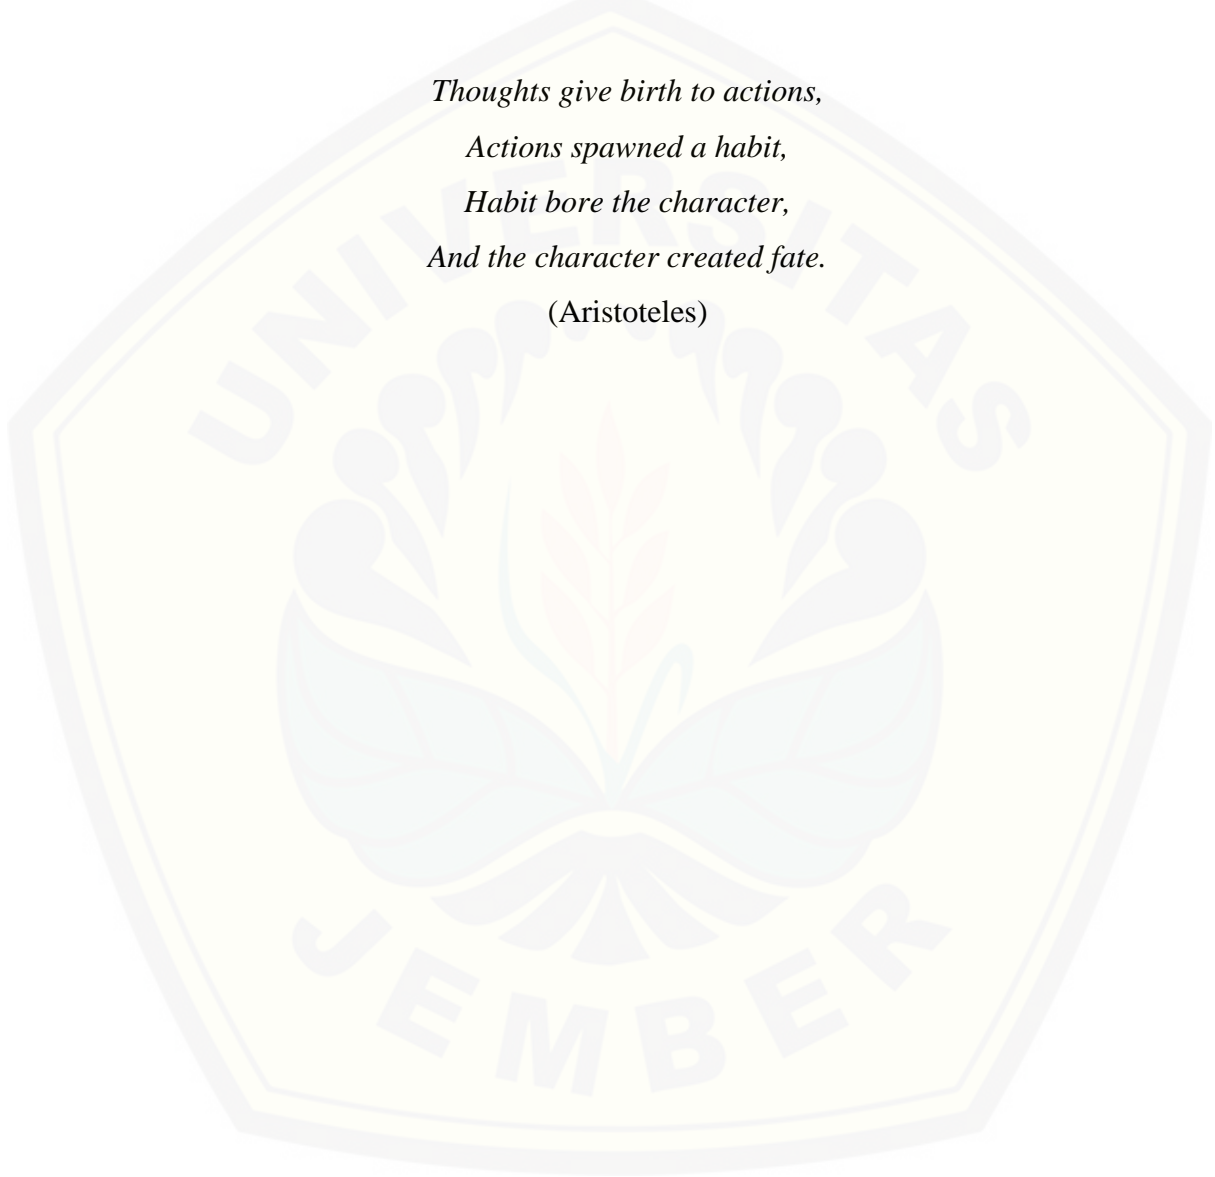 Thoughts give birth to actions,
Actions spawned a habit,
Habit bore the character,
And the character created fate.
(Aristoteles)
UNIVERSITAS
JEMBER